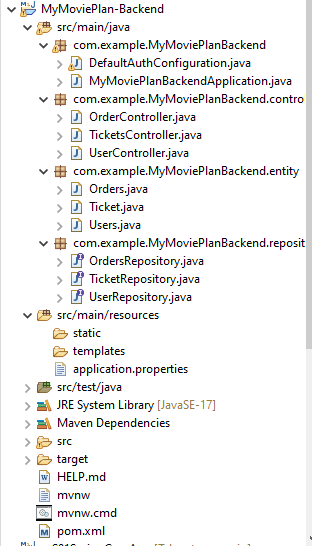 MyMoviePlan-Backend
src/main/java
com.example.MyMoviePlanBackend
DefaultAuthConfiguration.java
MyMoviePlanBackendApplication.java
com.example.MyMoviePlanBackend.contro
OrderController.java
TicketsController.java
UserController.java
com.example.MyMoviePlanBackend.entity
Orders.java
Ticket.java
Users.java
com.example.MyMoviePlanBackend.reposit
OrdersRepository.java
TicketRepository.java
UserRepository.java
src/main/resources
static
templates
application.properties
src/test/java
JRE System Library [JavaSE-17]
Maven Dependencies
src
target
HELP.md
mvnw
mvnw.cmd
pom.xml